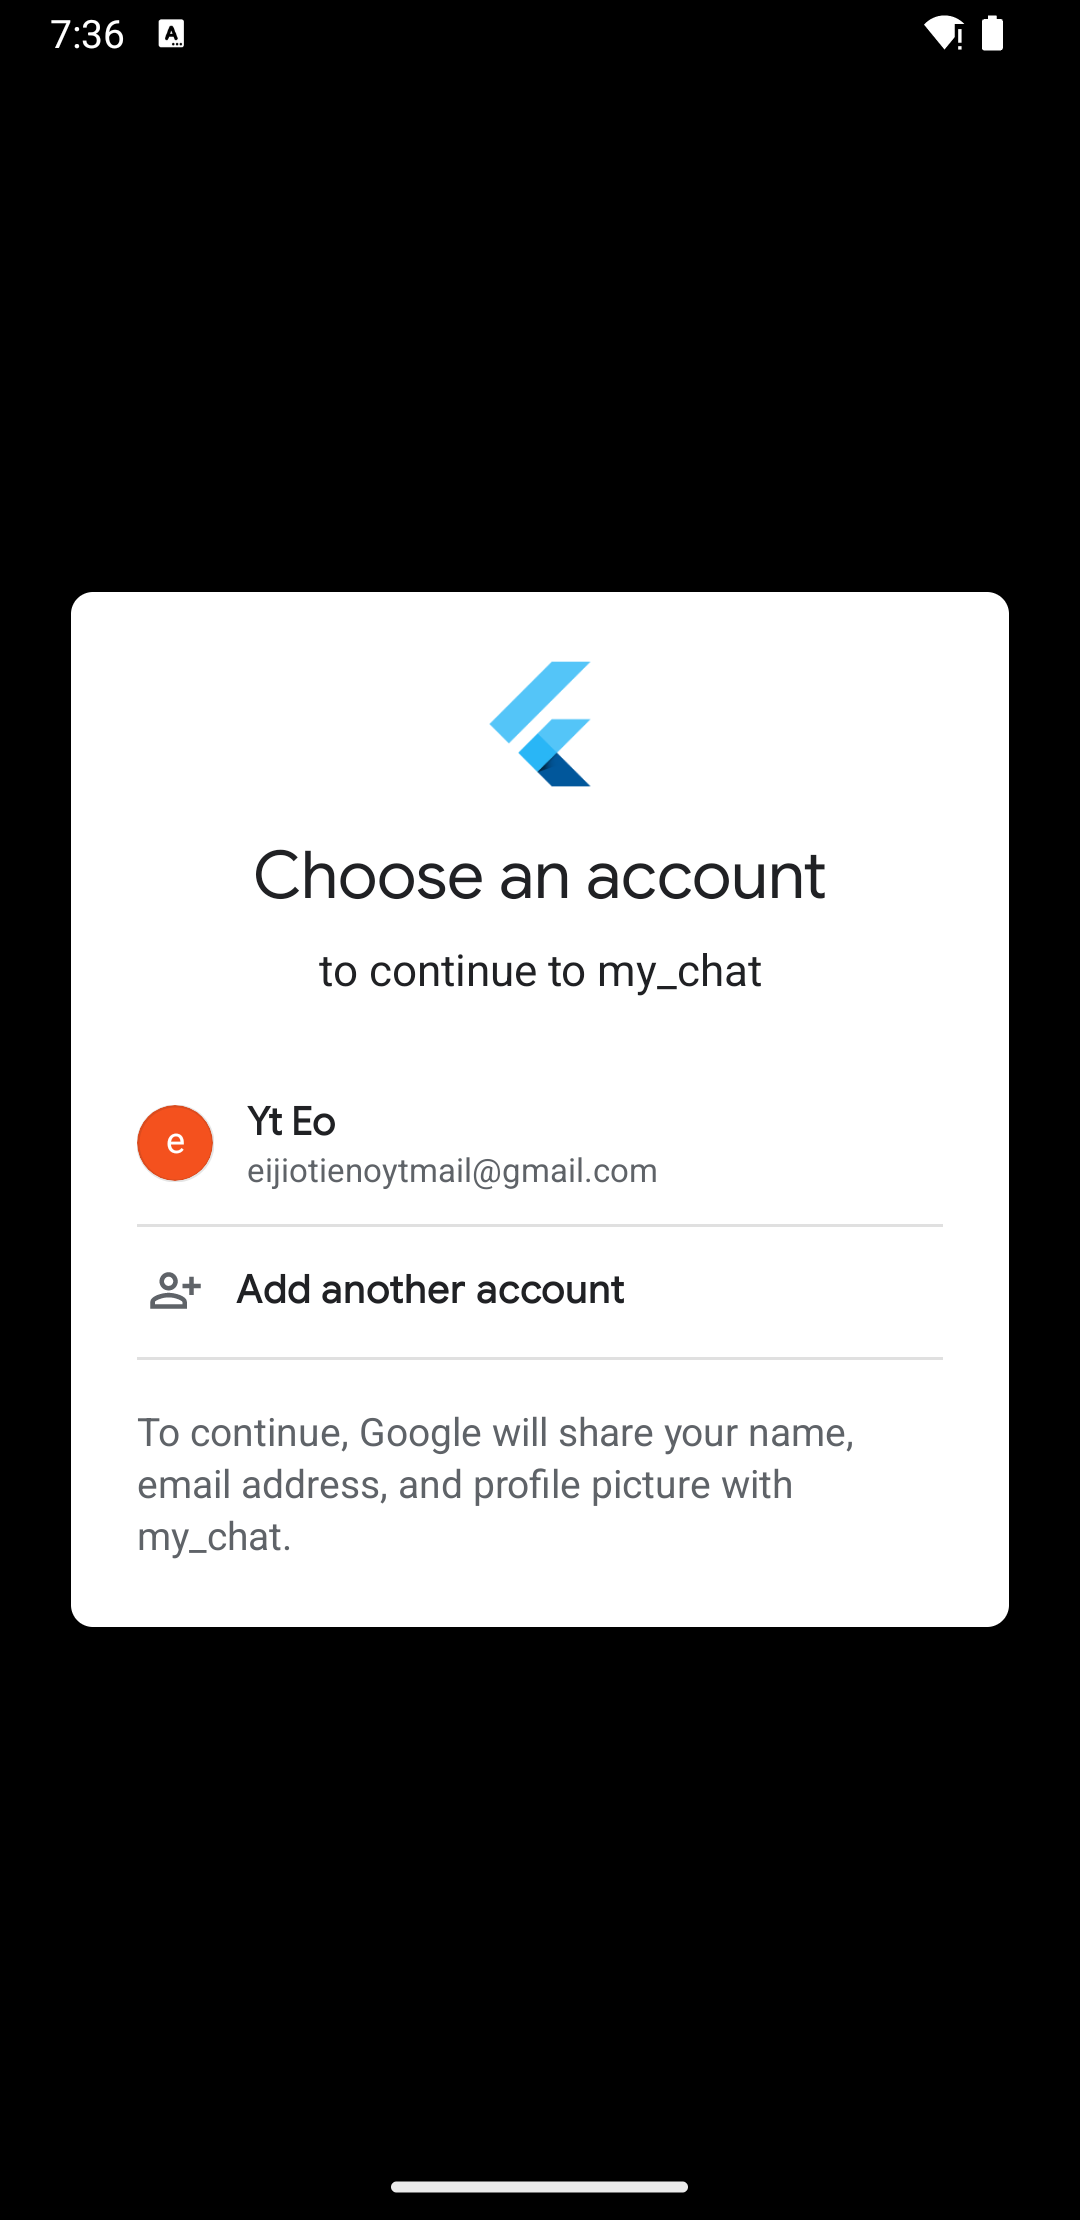 7:36
A
Choose an account
to continue to my_chat
e
Yt Eo
eijiotienoytmail@gmail.com
Add another account
To continue, Google will share your name,
email address, and profile picture with
my_chat.